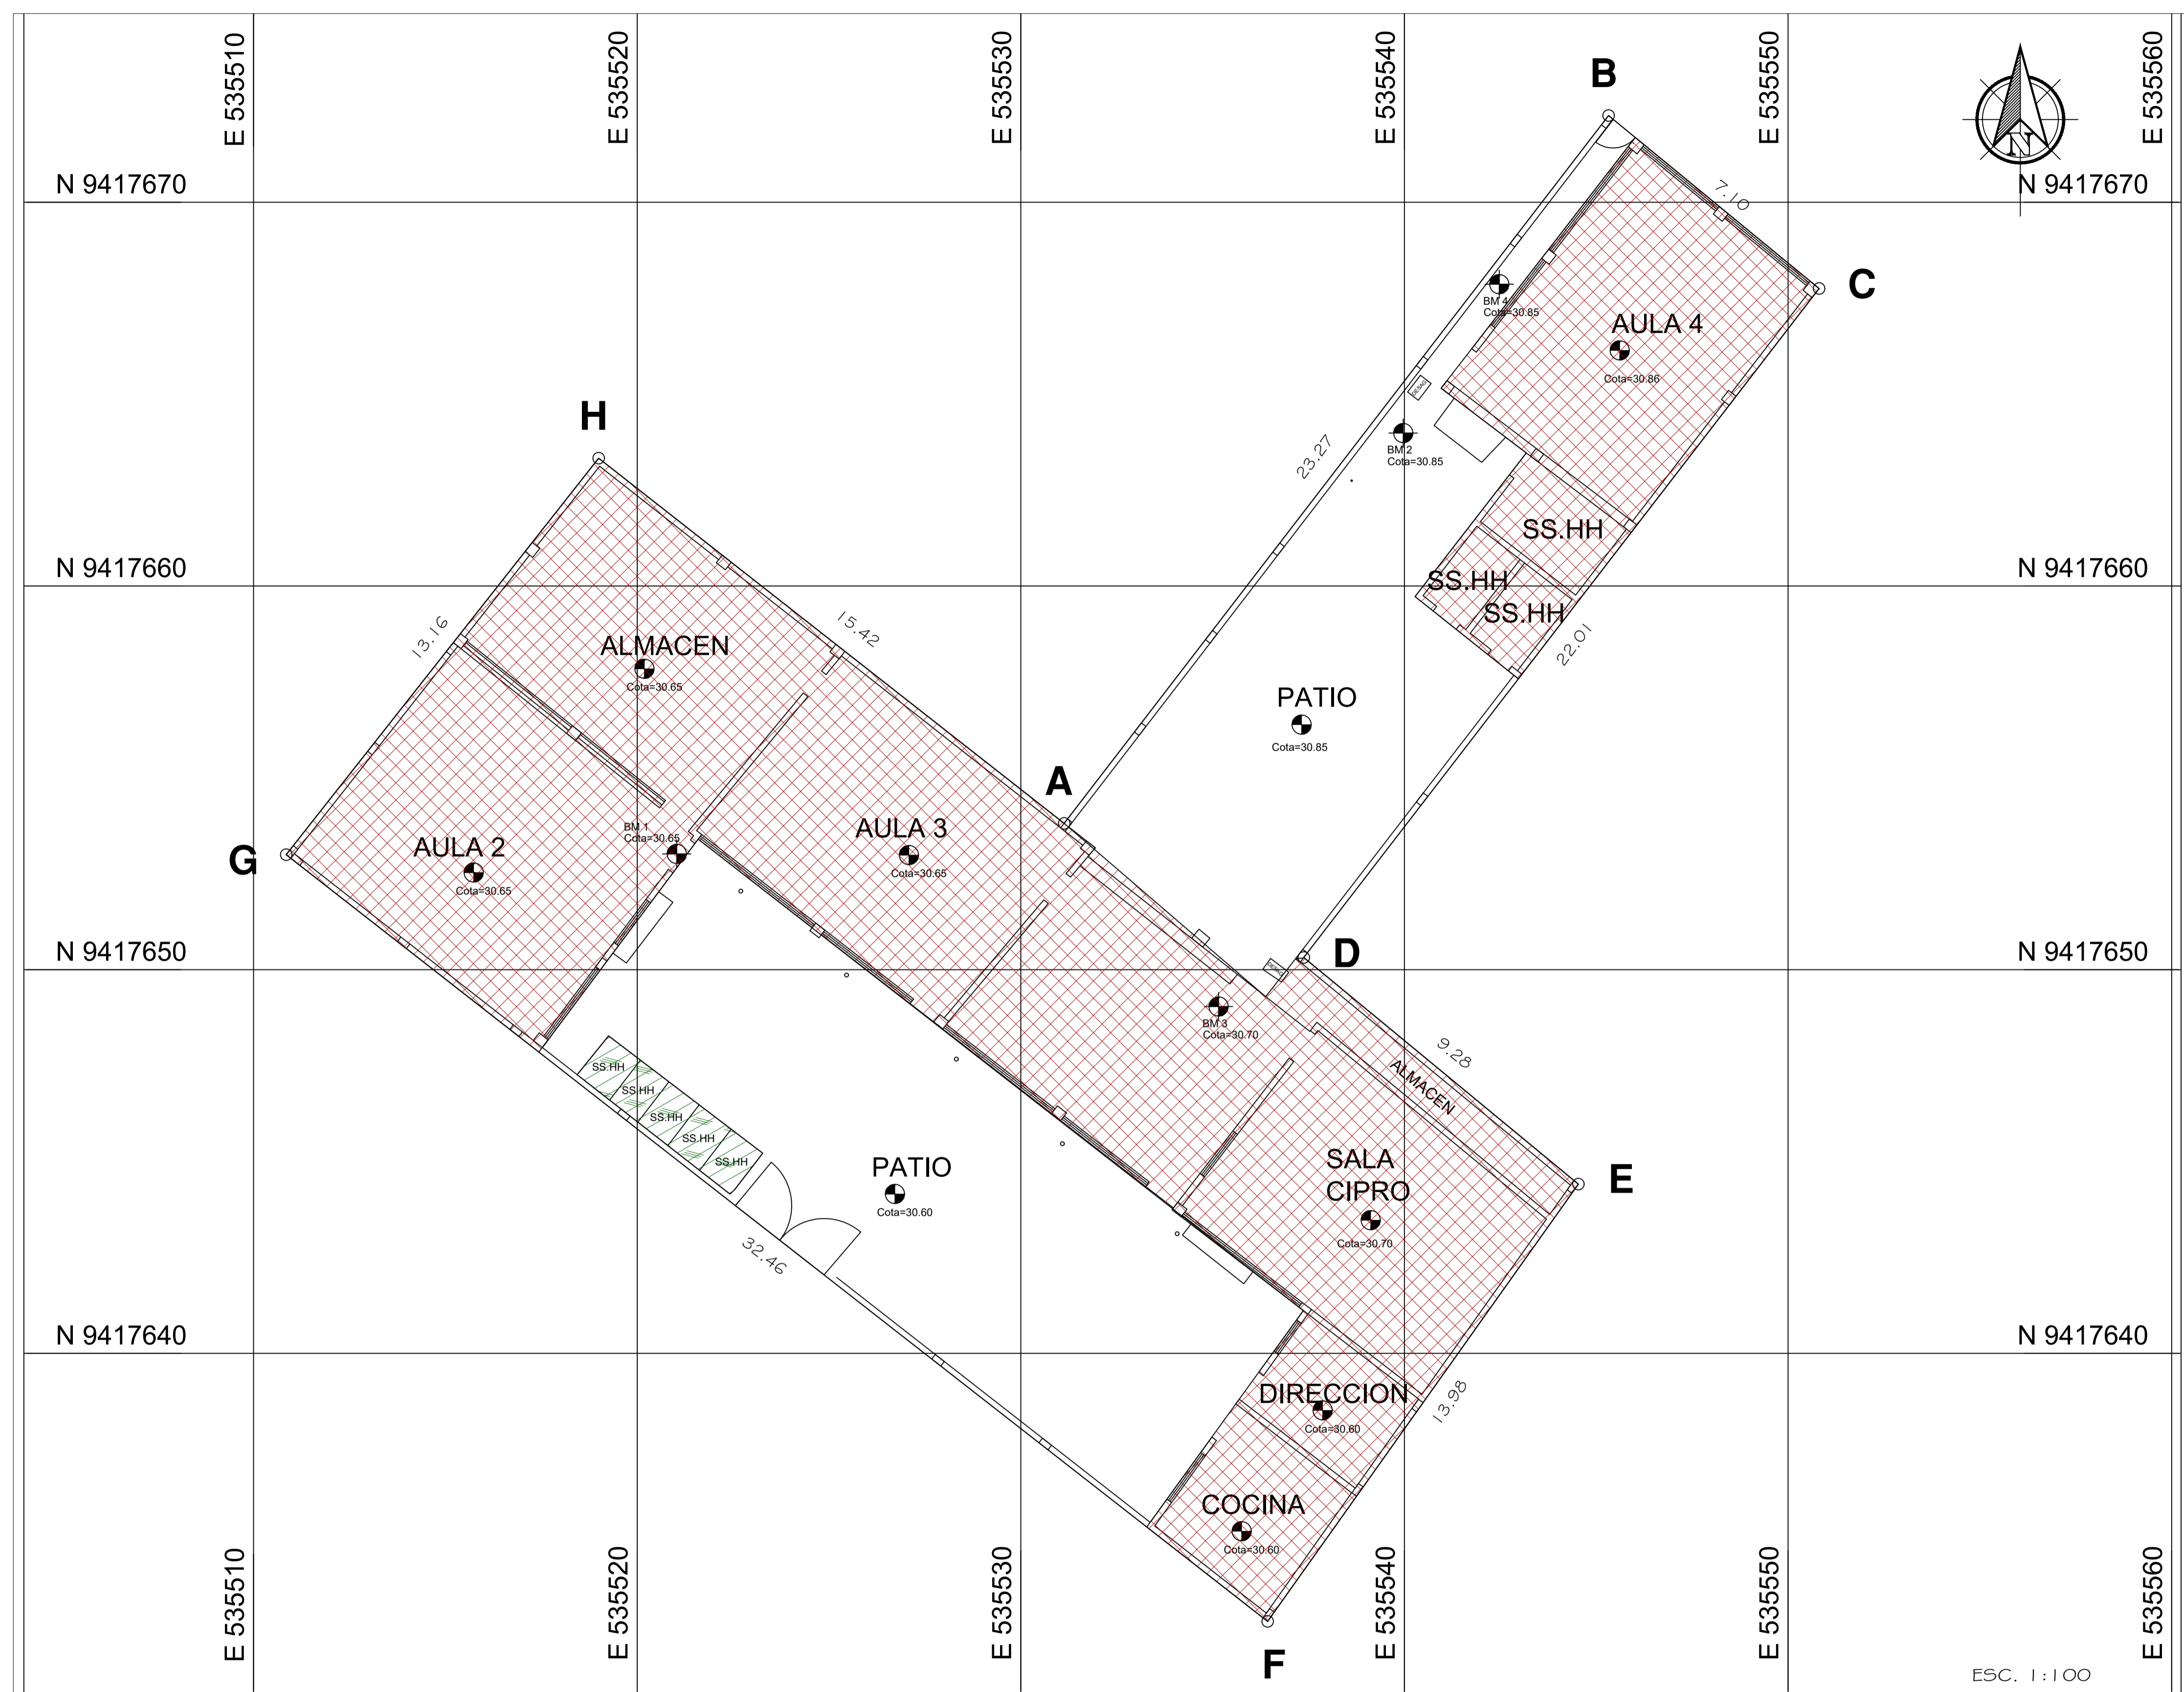 E 535510
E 535520
E 535530
E 535540
E 535550
E 535560
B
N 9417670
N
N 9417670
7.10
C
BM 4
Cota=30.85
AULA 4
Cota=30.86
H
23.27
BM 2
Cota=30.85
SS.HH
N 9417660
SS.HH
N 9417660
SS.HH
13.16
15.42
22.01
ALMACEN
Cota=30.65
PATIO
Cota=30.85
A
BM 1
Cota=30.65
AULA 3
Cota=30.65
G
AULA 2
Cota=30.65
N 9417650
D
N 9417650
BM 3
Cota=30.70
9.28
SS.HH
SS.HH
SS.HH
SS.HH
SS.HH
ALMACEN
PATIO
Cota=30.60
SALA
CIPRO
Cota=30.70
E
32.46
N 9417640
N 9417640
DIRECCION
Cota=30.60
13.98
COCINA
Cota=30.60
E 535510
E 535520
E 535530
E 535540
E 535550
E 535560
F
ESC. 1:100